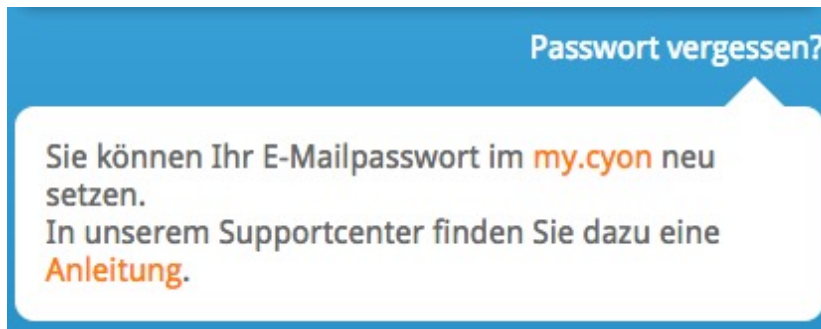 Passwort vergessen?
Sie können Ihr E-Mailpasswort im my.cyon neu
setzen.
In unserem Supportcenter finden Sie dazu eine
Anleitung.